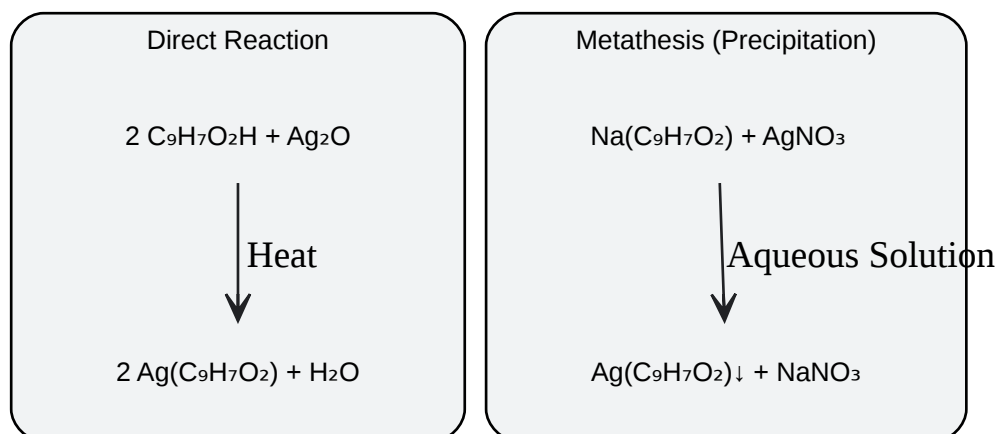 Direct Reaction
2 C₉H₇O₂H + Ag₂O
Heat
2 Ag(C₉H₇O₂) + H₂O
Metathesis (Precipitation)
Na(C₉H₇O₂) + AgNO₃
Aqueous Solution
Ag(C₉H₇O₂)↓ + NaNO₃